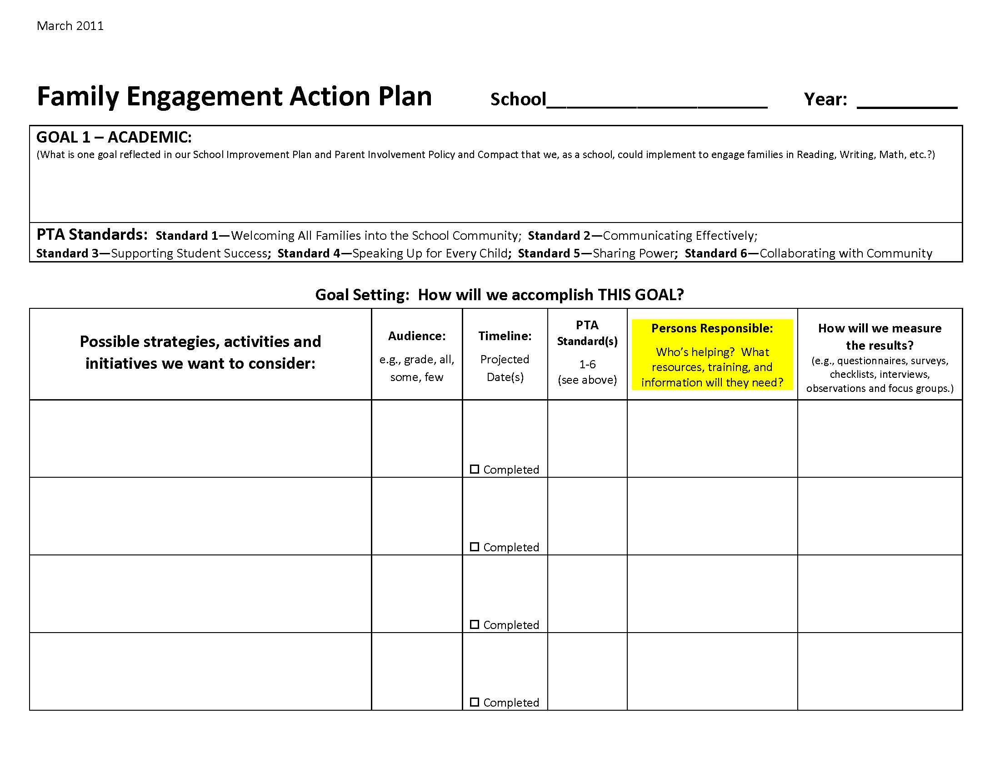 March 2011
Family Engagement Action Plan School______________________ Year: __________
GOAL 1 – ACADEMIC:
(What is one goal reflected in our School Improvement Plan and Parent Involvement Policy and Compact that we, as a school, could implement to engage families in Reading, Writing, Math, etc.?)
PTA Standards: Standard 1—Welcoming All Families into the School Community; Standard 2—Communicating Effectively;
Standard 3—Supporting Student Success; Standard 4—Speaking Up for Every Child; Standard 5—Sharing Power; Standard 6—Collaborating with Community
Goal Setting: How will we accomplish THIS GOAL?
Possible strategies, activities and
initiatives we want to consider:
Audience:
e.g., grade, all,
some, few
Timeline:
Projected
Date(s)
PTA
Standard(s)
1-6
(see above)
Persons Responsible:
Who's helping? What
resources, training, and
information will they need?
How will we measure
the results?
(e.g., questionnaires, surveys,
checklists, interviews,
observations and focus groups.)
☐ Completed
☐ Completed
☐ Completed
☐ Completed